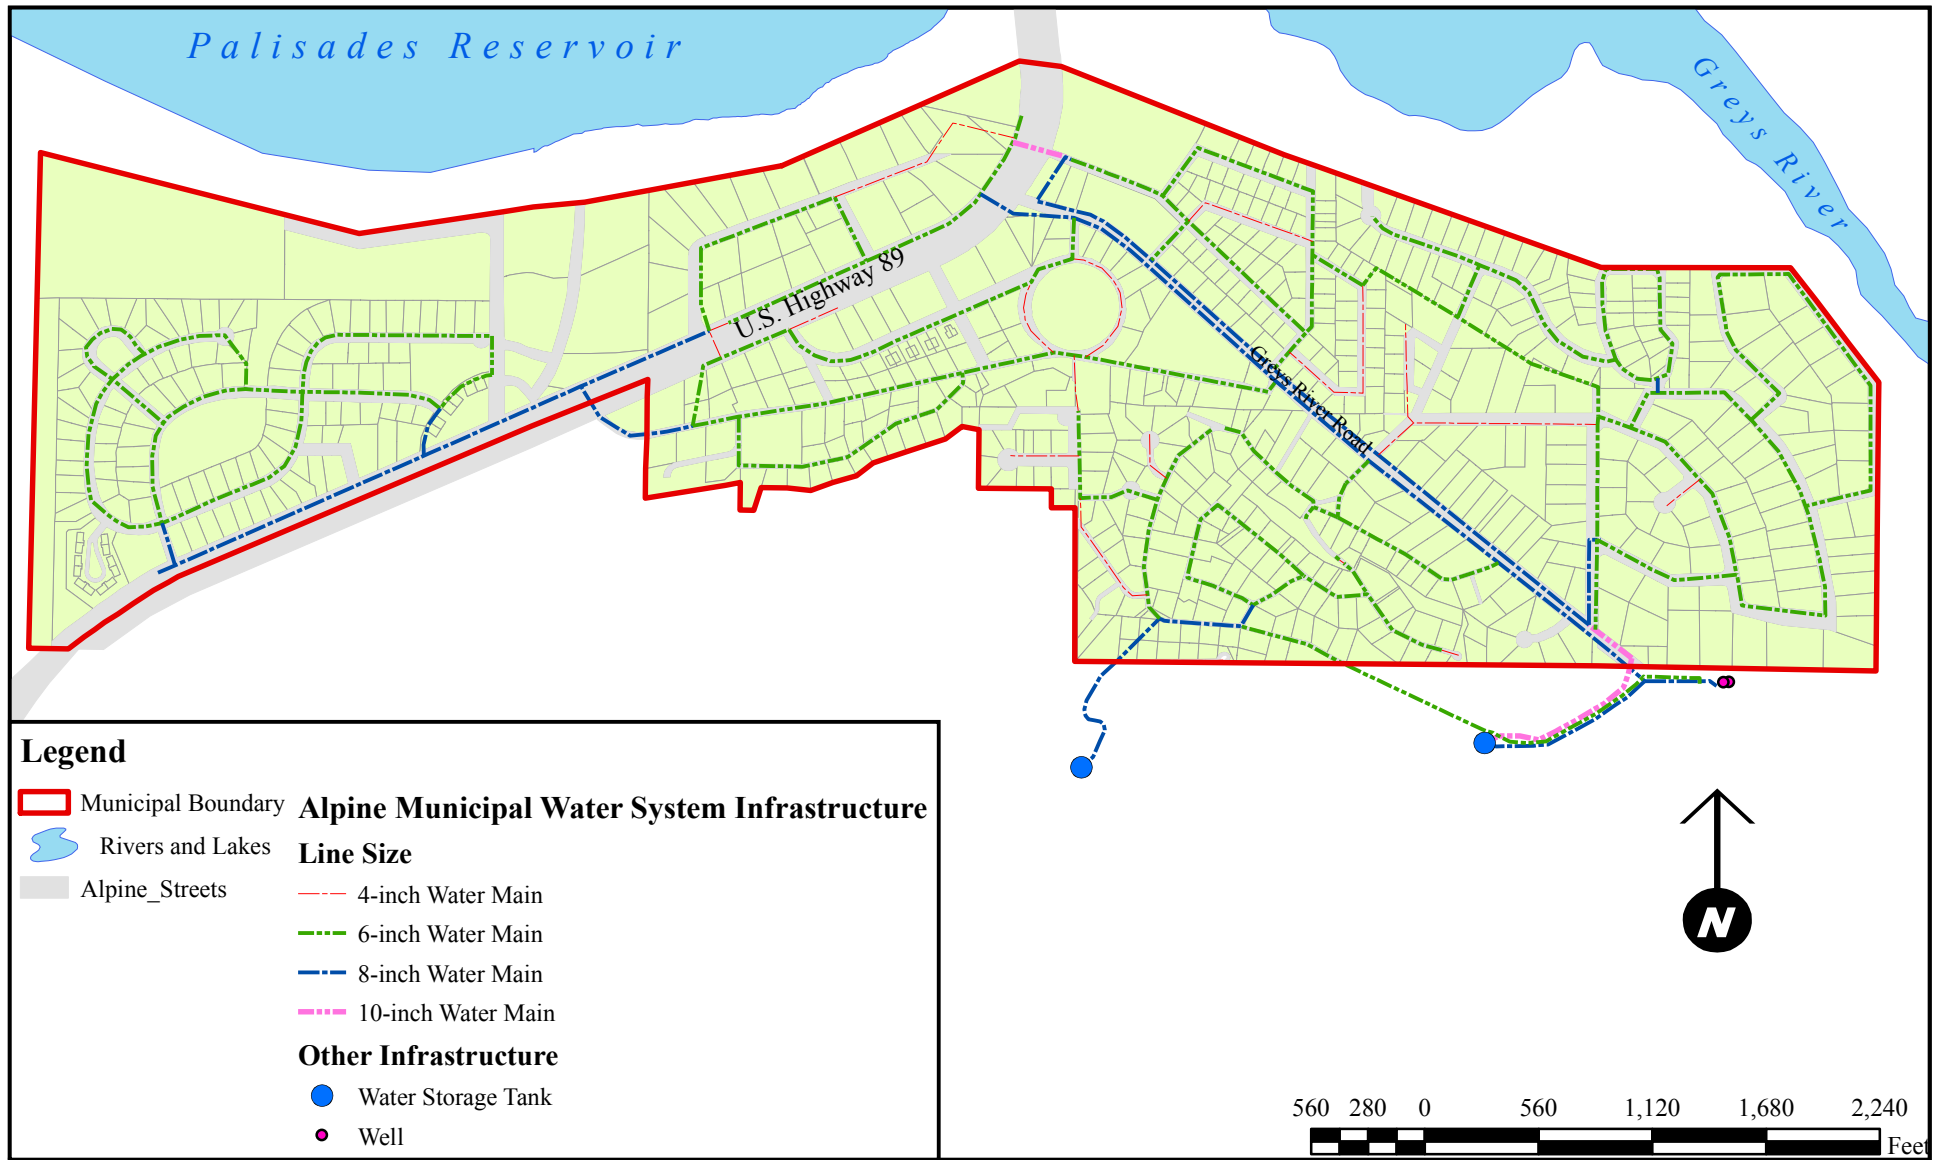 Palisades Reservoir
Greys River
U.S. Highway 89
Greys River Road
Legend
Municipal Boundary
Rivers and Lakes
Alpine_Streets
Alpine Municipal Water System Infrastructure
Line Size
4-inch Water Main
6-inch Water Main
8-inch Water Main
10-inch Water Main
Other Infrastructure
Water Storage Tank
Well
N
560 280 0 560 1,120 1,680 2,240
Feet